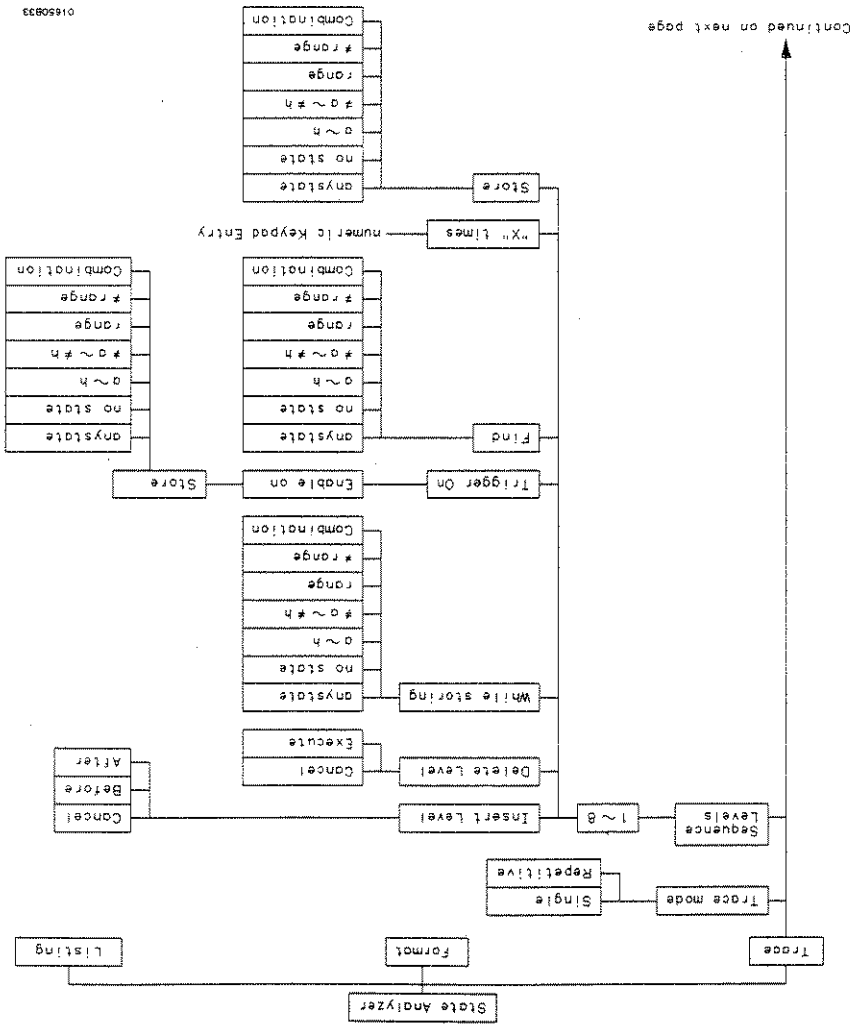 State Analyzer
Trace
Format
Listing
Trace mode
Single
Repetitive
Sequence
Levels
1~8
Insert Level
Cancel
Before
After
Delete Level
Cancel
Execute
While storing
anystate
no state
a~h
≠a~≠h
range
≠range
Combination
Trigger On
Enable on
Store
anystate
no state
a~h
≠a~≠h
range
≠range
Combination
Find
anystate
no state
a~h
≠a~≠h
range
≠range
Combination
"X" times
numeric Keypad Entry
Store
anystate
no state
a~h
≠a~≠h
range
≠range
Combination
Continued on next page
01650B33